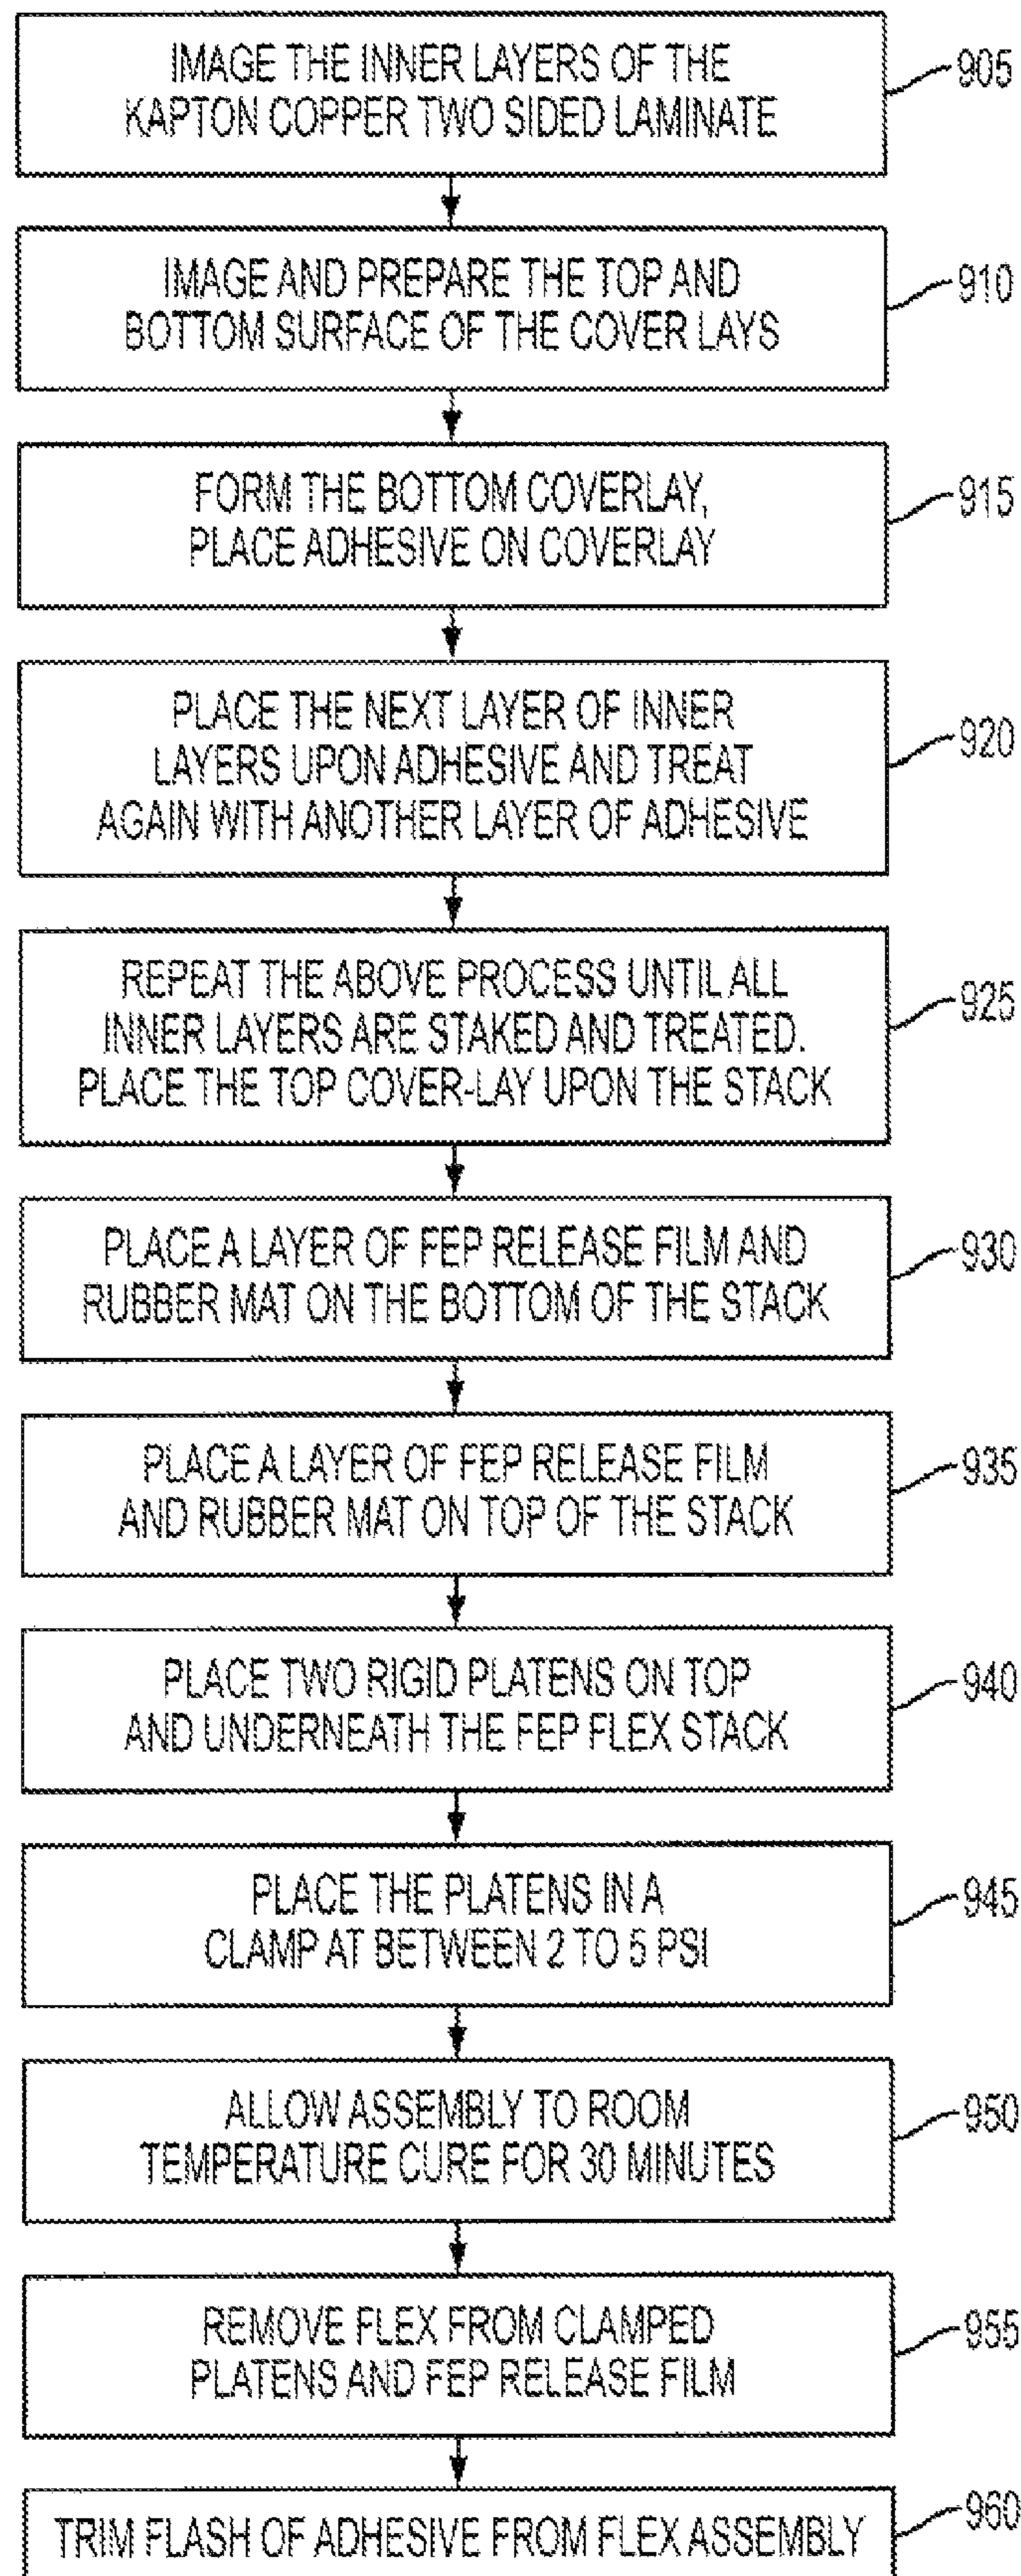 IMAGE THE INNER LAYERS OF THE
KAPTON COPPER TWO SIDED LAMINATE
905
IMAGE AND PREPARE THE TOP AND
BOTTOM SURFACE OF THE COVER LAYS
910
FORM THE BOTTOM COVERLAY,
PLACE ADHESIVE ON COVERLAY
915
PLACE THE NEXT LAYER OF INNER
LAYERS UPON ADHESIVE AND TREAT
AGAIN WITH ANOTHER LAYER OF ADHESIVE
920
REPEAT THE ABOVE PROCESS UNTIL ALL
INNER LAYERS ARE STAKED AND TREATED.
PLACE THE TOP COVER-LAY UPON THE STACK
925
PLACE A LAYER OF FEP RELEASE FILM AND
RUBBER MAT ON THE BOTTOM OF THE STACK
930
PLACE A LAYER OF FEP RELEASE FILM
AND RUBBER MAT ON TOP OF THE STACK
935
PLACE TWO RIGID PLATENS ON TOP
AND UNDERNEATH THE FEP FLEX STACK
940
PLACE THE PLATENS IN A
CLAMP AT BETWEEN 2 TO 5 PSI
945
ALLOW ASSEMBLY TO ROOM
TEMPERATURE CURE FOR 30 MINUTES
950
REMOVE FLEX FROM CLAMPED
PLATENS AND FEP RELEASE FILM
955
TRIM FLASH OF ADHESIVE FROM FLEX ASSEMBLY
960